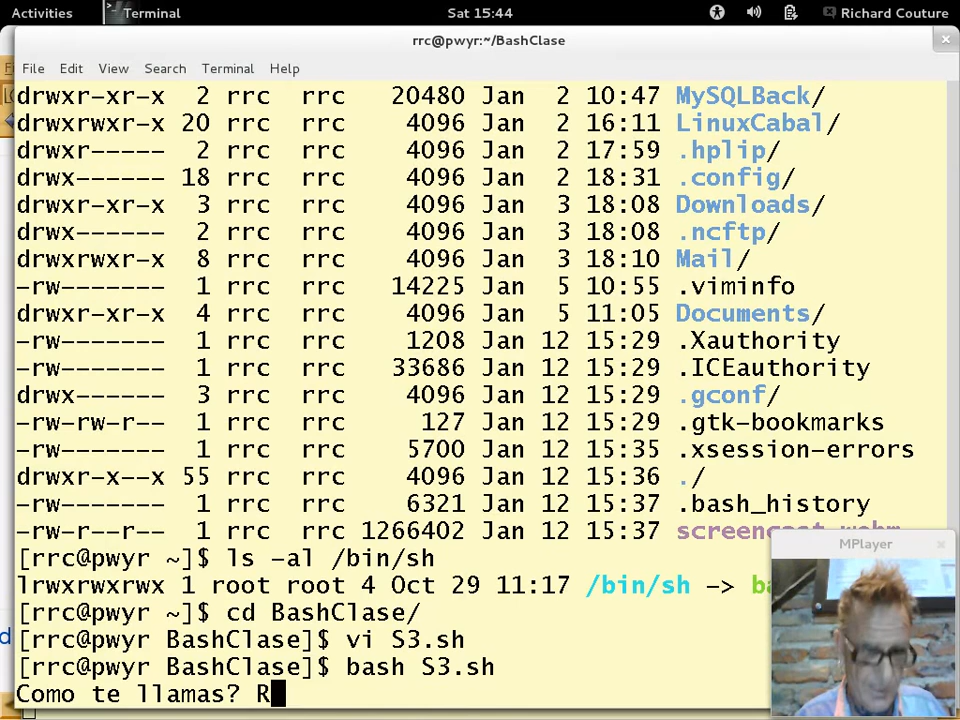 Activities Terminal Sat 15:44 Richard Couture
rrc@pwyr:~/BashClase
File Edit View Search Terminal Help
drwxr-xr-x 2 rrc rrc 20480 Jan 2 10:47 MySQLBack/
drwxrwxr-x 20 rrc rrc 4096 Jan 2 16:11 LinuxCabal/
drwxr----- 2 rrc rrc 4096 Jan 2 17:59 .hplip/
drwx------ 18 rrc rrc 4096 Jan 2 18:31 .config/
drwxr-xr-x 3 rrc rrc 4096 Jan 3 18:08 Downloads/
drwx------ 2 rrc rrc 4096 Jan 3 18:08 .ncftp/
drwxrwxr-x 8 rrc rrc 4096 Jan 3 18:10 Mail/
-rw------- 1 rrc rrc 14225 Jan 5 10:55 .viminfo
drwxr-xr-x 4 rrc rrc 4096 Jan 5 11:05 Documents/
-rw------- 1 rrc rrc 1208 Jan 12 15:29 .Xauthority
-rw------- 1 rrc rrc 33686 Jan 12 15:29 .ICEauthority
drwx------ 3 rrc rrc 4096 Jan 12 15:29 .gconf/
-rw-rw-r-- 1 rrc rrc 127 Jan 12 15:29 .gtk-bookmarks
-rw------- 1 rrc rrc 5700 Jan 12 15:35 .xsession-errors
drwxr-x--x 55 rrc rrc 4096 Jan 12 15:36 ./
-rw------- 1 rrc rrc 6321 Jan 12 15:37 .bash_history
-rw-r--r-- 1 rrc rrc 1266402 Jan 12 15:37 screencast.webm
[rrc@pwyr ~]$ ls -al /bin/sh
lrwxrwxrwx 1 root root 4 Oct 29 11:17 /bin/sh -> ba
[rrc@pwyr ~]$ cd BashClase/
[rrc@pwyr BashClase]$ vi S3.sh
[rrc@pwyr BashClase]$ bash S3.sh
Como te llamas? R
MPlayer